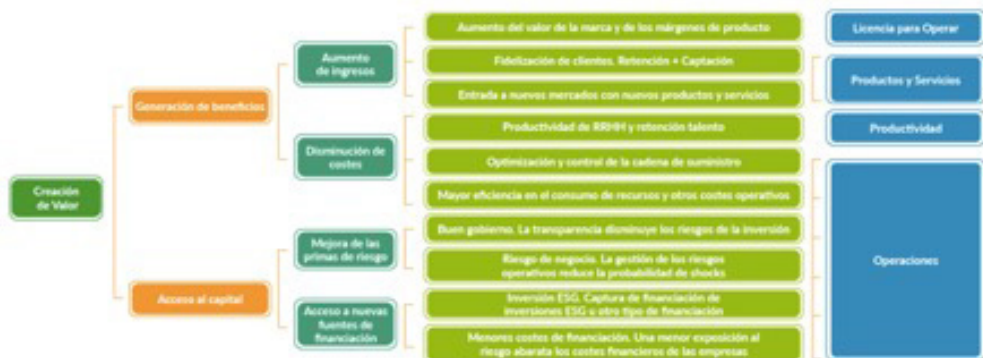 Aumento del valor de la marca y de los márgenes de producto
Licencia para Operar
Aumento
de ingresos
Fidelización de clientes. Retención + Captación
Productos y Servicios
Generación de beneficios
Entrada a nuevos mercados con nuevos productos y servicios
Productividad de RRHH y retención talento
Productividad
Disminución de
costes
Optimización y control de la cadena de suministro
Creación
de Valor
Mayor eficiencia en el consumo de recursos y otros costes operativos
Buen gobierno. La transparencia disminuye los riesgos de la inversión
Mejora de las
primas de riesgo
Riesgo de negocio. La gestión de los riesgos
operativos reduce la probabilidad de shocks
Operaciones
Acceso al capital
Acceso a nuevas
fuentes de
financiación
Inversión ESG. Captura de financiación de
inversiones ESG u otro tipo de financiación
Menores costes de financiación. Una menor exposición al
riesgo abarata los costes financieros de las empresas